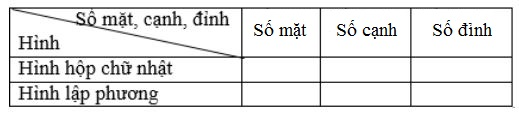 Số mặt, cạnh, đỉnh
Hình
Số mặt
Số cạnh
Số đỉnh
Hình hộp chữ nhật
Hình lập phương